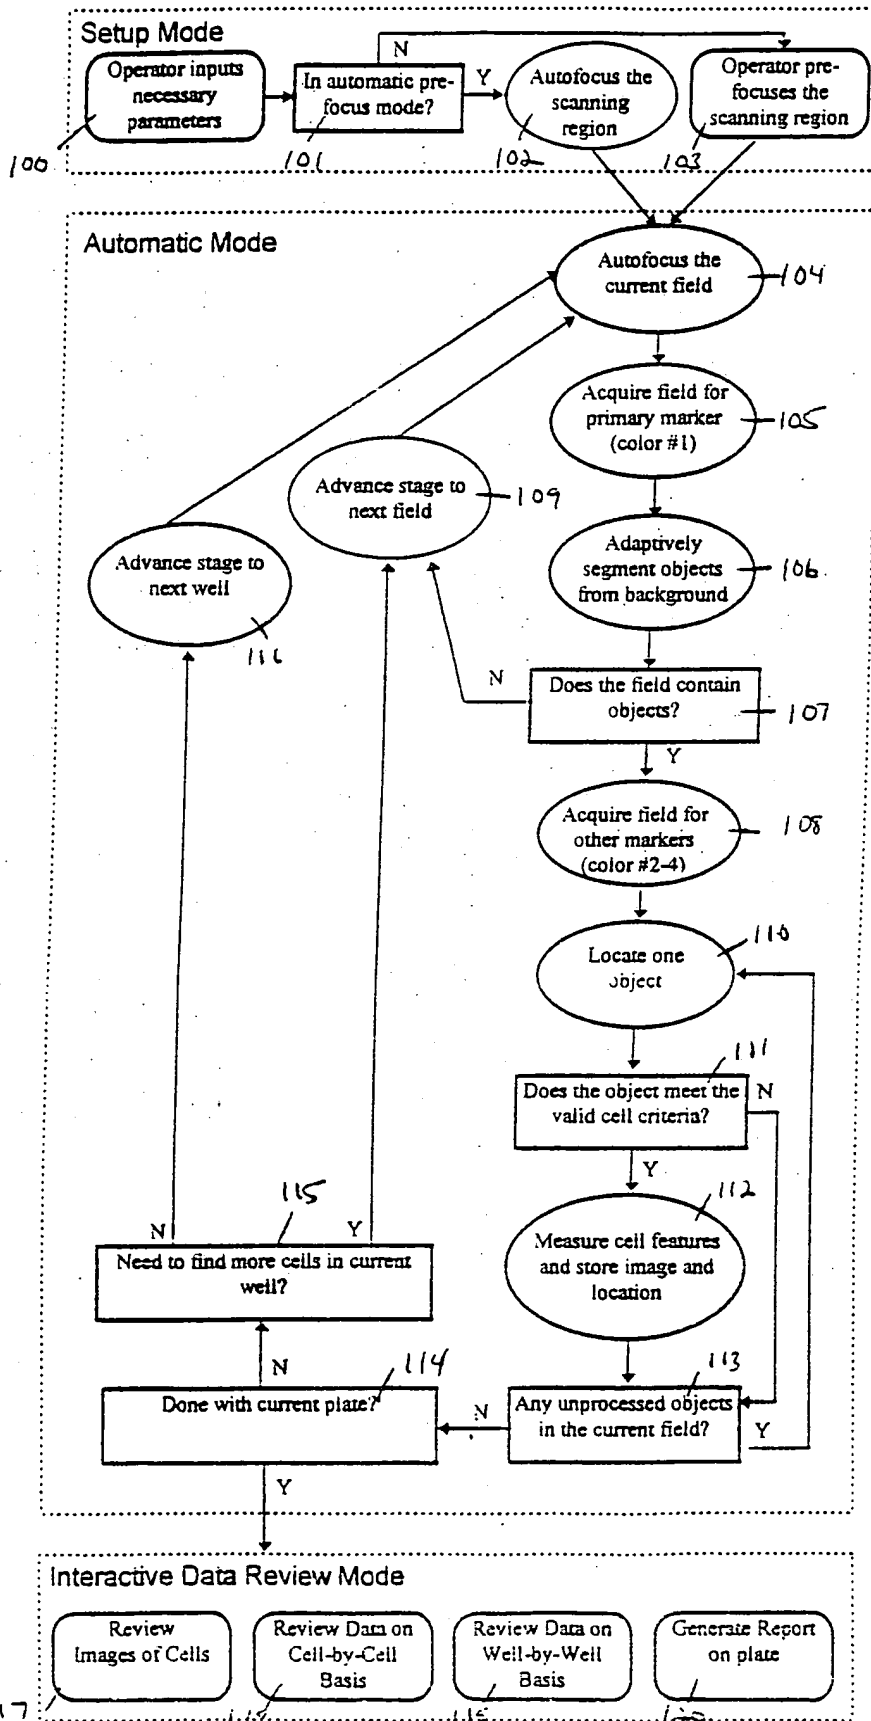 Setup Mode
Operator inputs
necessary
parameters
100
In automatic pre-
focus mode?
101
N
Y
Autofocus the
scanning
region
102
Operator pre-
focuses the
scanning region
103
Automatic Mode
Autofocus the
current field
104
Acquire field for
primary marker
(color #1)
105
Advance stage to
next field
109
Advance stage to
next well
116
Adaptively
segment objects
from background
106
N
Does the field contain
objects?
107
Y
Acquire field for
other markers
(color #2-4)
108
Locate one
object
110
111
Does the object meet the
valid cell criteria?
N
Y
112
Measure cell features
and store image and
location
115
N
Y
Need to find more cells in current
well?
N
114
Done with current plate?
N
113
Any unprocessed objects
in the current field?
Y
Y
Interactive Data Review Mode
Review
Images of Cells
Review Data on
Cell-by-Cell
Basis
Review Data on
Well-by-Well
Basis
Generate Report
on plate